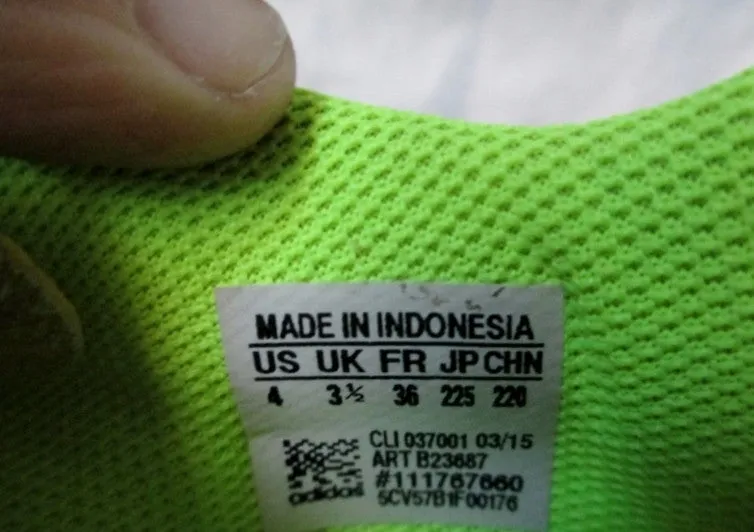 MADE IN INDONESIA
US UK FR JP CHN
4 3½ 36 225 220
CLI 037001 03/15
ART B23687
#111767660
5CV57B1F00176
adidas